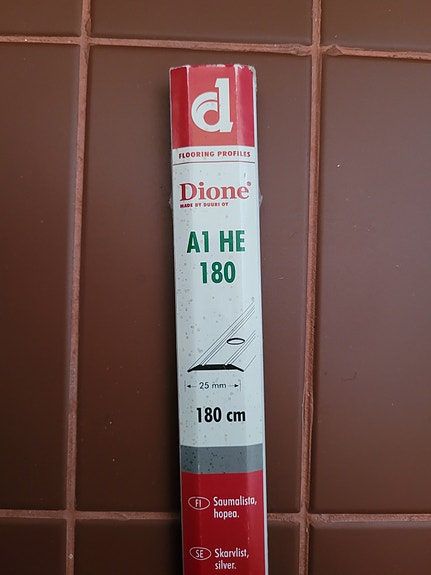 d
FLOORING PROFILES
Dione®
MADE BY DUURI OY
A1 HE
180
25 mm
180 cm
FI Saumalista,
hopea.
SE Skarvlist,
silver.